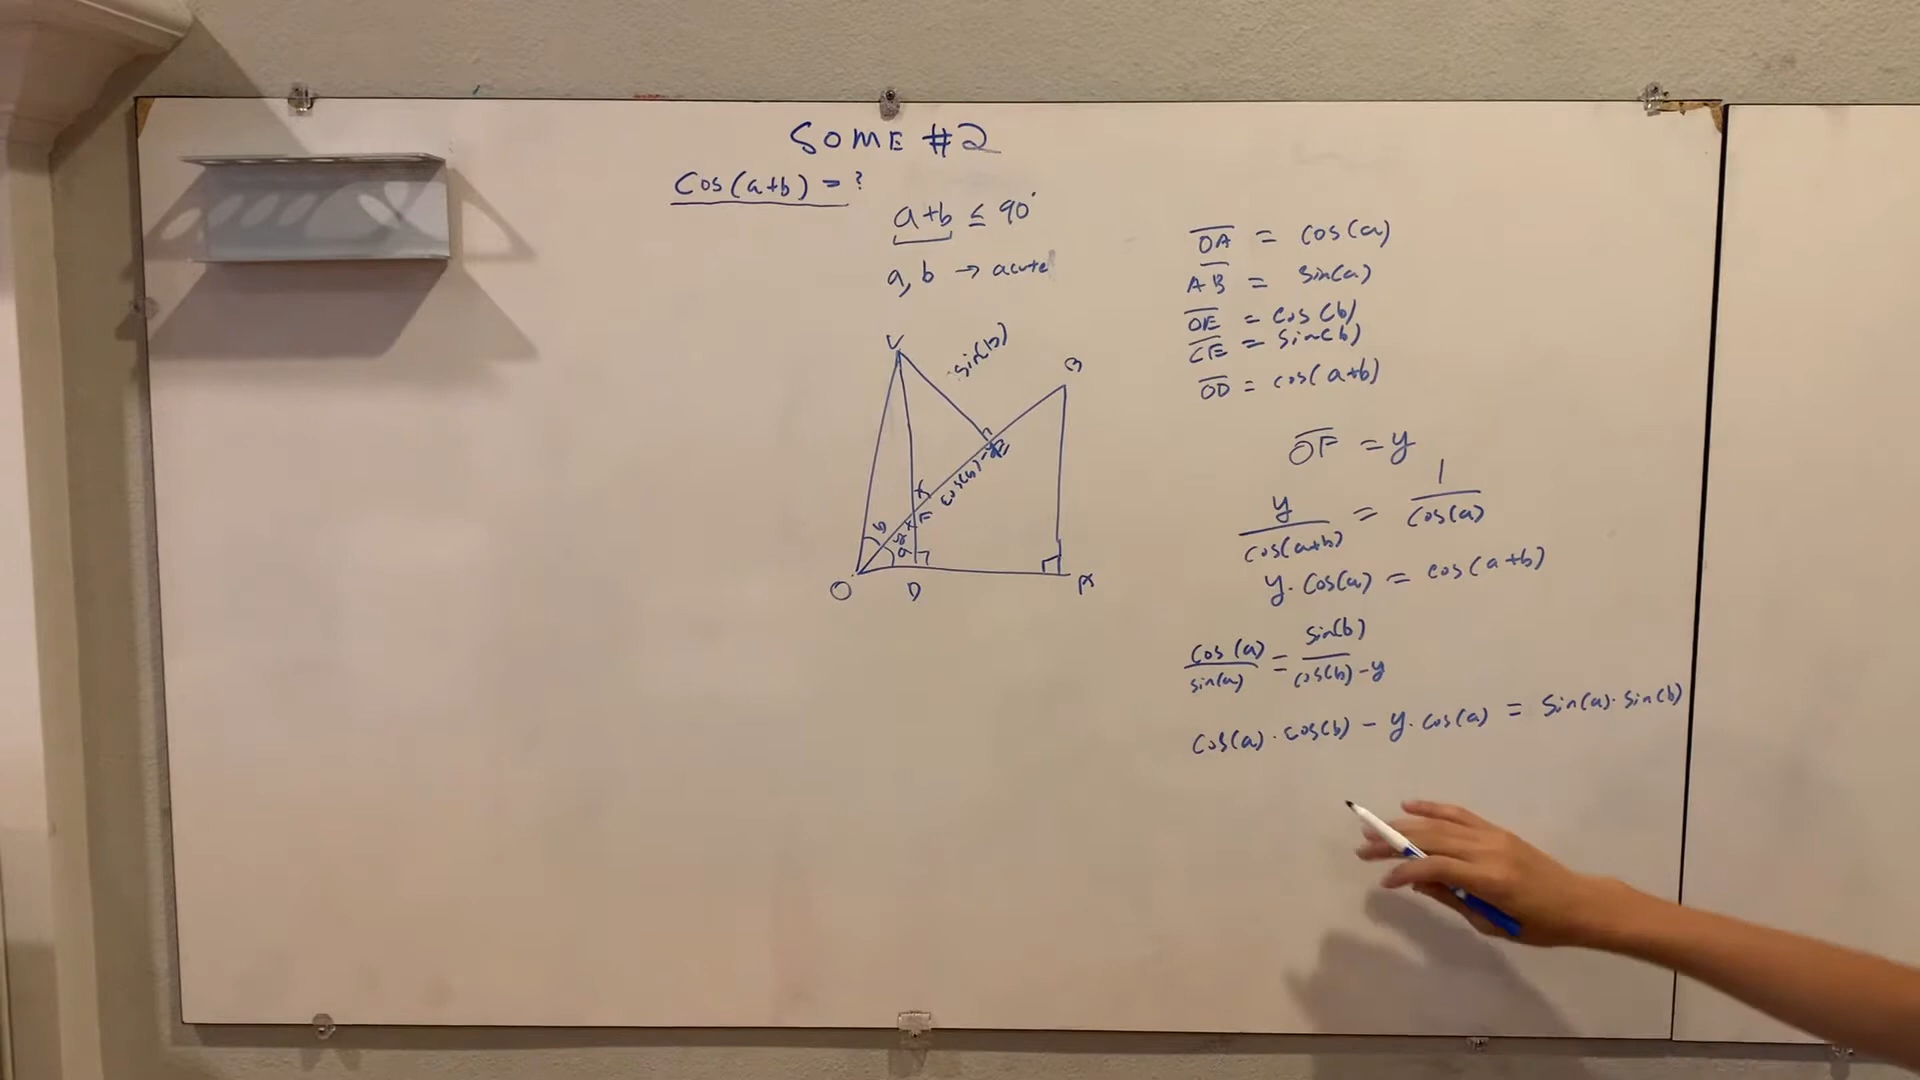 SOME #2
Cos(a+b) = ?
a+b ≤ 90°
a, b → acute
sin(b)
B
cos(b)-y
E
x
F
x
b
a
O
D
A
OA = cos(a)
AB = sin(a)
OE = cos(b)
CE = sin(b)
OD = cos(a+b)
OF = y
y/cos(a+b) = 1/cos(a)
y·cos(a) = cos(a+b)
cos(a)/sin(a) = sin(b)/cos(b)-y
cos(a)·cos(b) - y·cos(a) = sin(a)·sin(b)